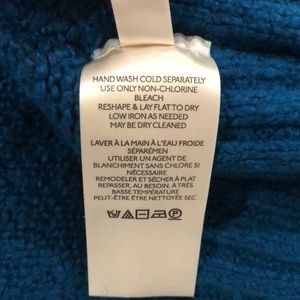 HAND WASH COLD SEPARATELY
USE ONLY NON-CHLORINE
BLEACH
RESHAPE & LAY FLAT TO DRY
LOW IRON AS NEEDED
MAY BE DRY CLEANED
LAVER À LA MAIN À L'EAU FROIDE
SÉPARÉMEN
UTILISER UN AGENT DE
BLANCHIMENT SANS CHLORE SI
NÉCESSAIRE
REMODELER ET SÉCHER À PLAT
REPASSER, AU BESOIN, À TRÉS
BASSE TEMPÉRATURE
PEUT-ÊTRE ÊTRE NETTOYÉ SEC
P